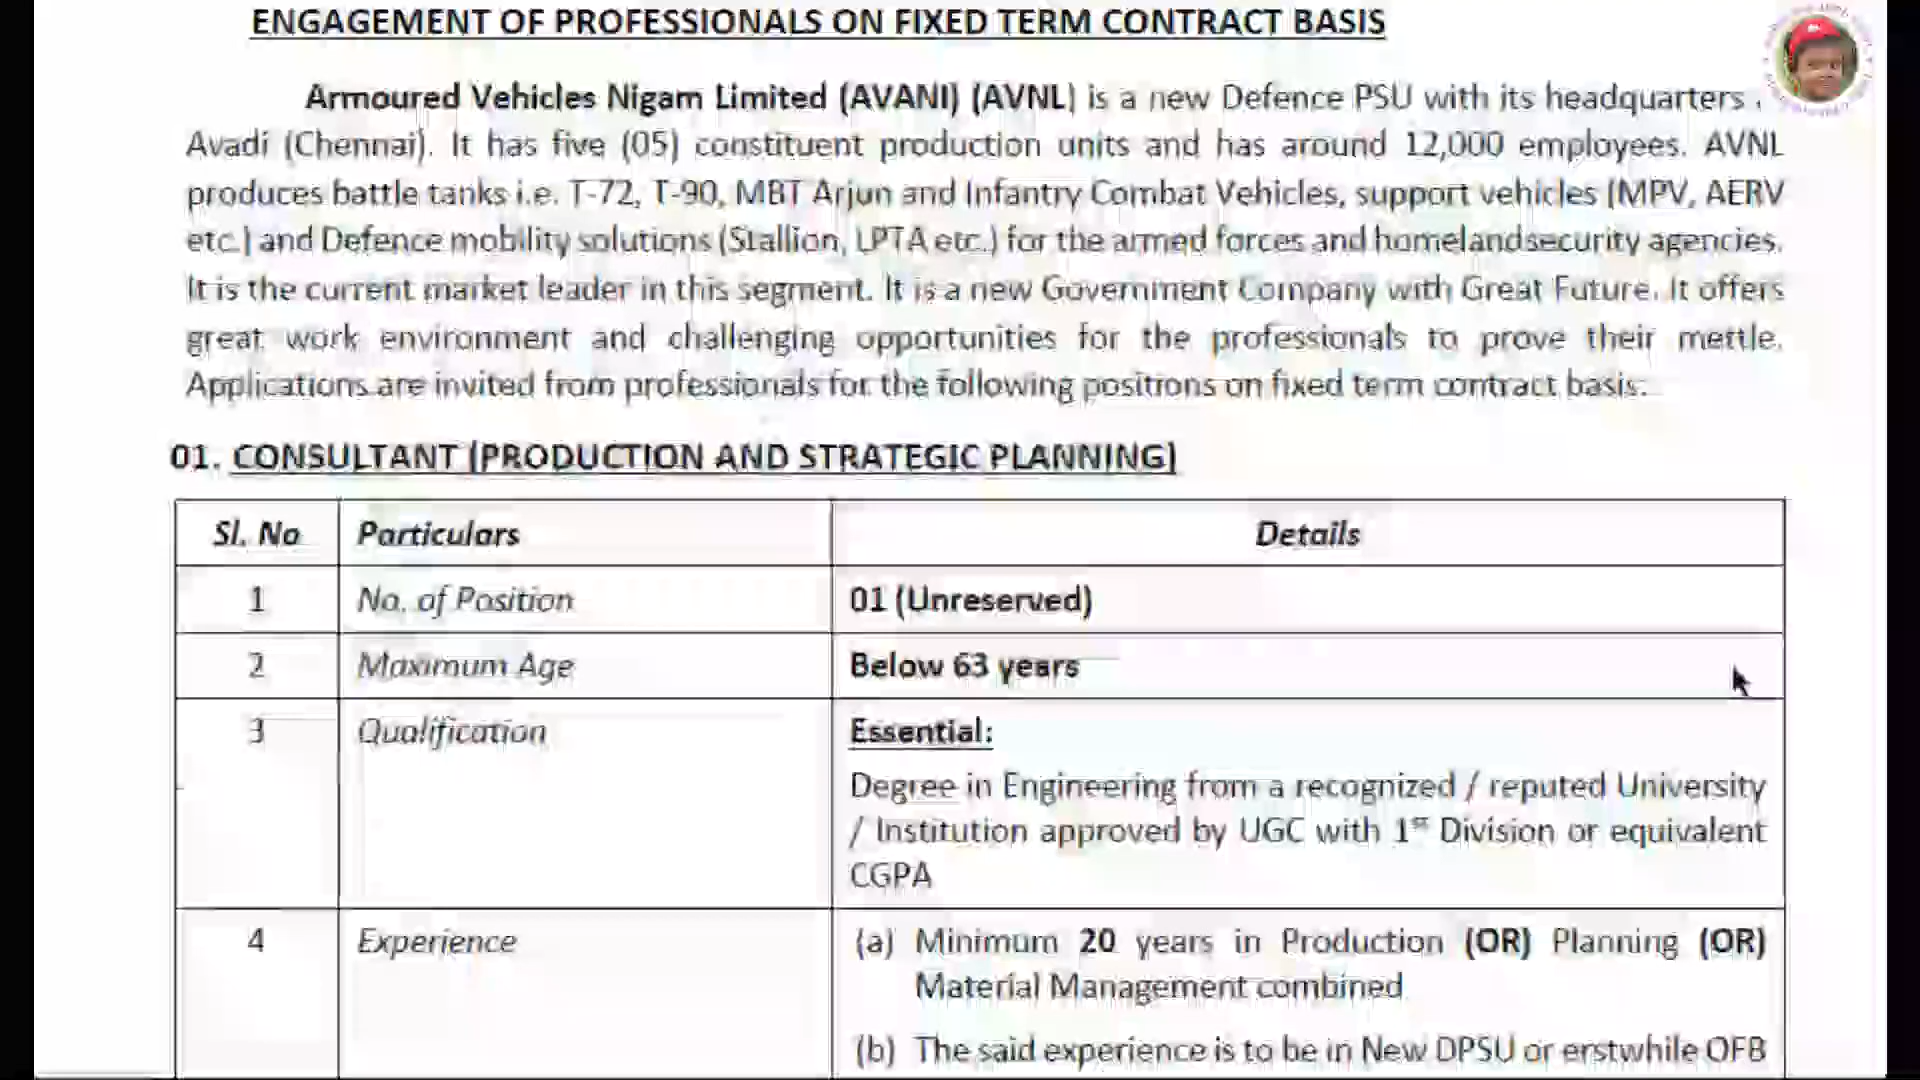 ENGAGEMENT OF PROFESSIONALS ON FIXED TERM CONTRACT BASIS
Armoured Vehicles Nigam Limited (AVANI) (AVNL) is a new Defence PSU with its headquarters
Avadi (Chennai). It has five (05) constituent production units and has around 12,000 employees. AVNL
produces battle tanks i.e. T-72, T-90, MBT Arjun and Infantry Combat Vehicles, support vehicles (MPV, AERV
etc.) and Defence mobility solutions (Stallion, LPTA etc.) for the armed forces and homeland security agencies.
It is the current market leader in this segment. It is a new Government Company with Great Future. It offers
great work environment and challenging opportunities for the professionals to prove their mettle.
Applications are invited from professionals for the following positions on fixed term contract basis:
01. CONSULTANT (PRODUCTION AND STRATEGIC PLANNING)
Sl. No Particulars Details
1 No. of Position 01 (Unreserved)
2 Maximum Age Below 63 years
3 Qualification Essential:
Degree in Engineering from a recognized / reputed University
/ Institution approved by UGC with 1st Division or equivalent
CGPA
4 Experience (a) Minimum 20 years in Production (OR) Planning (OR)
Material Management combined
(b) The said experience is to be in New DPSU or erstwhile OFB